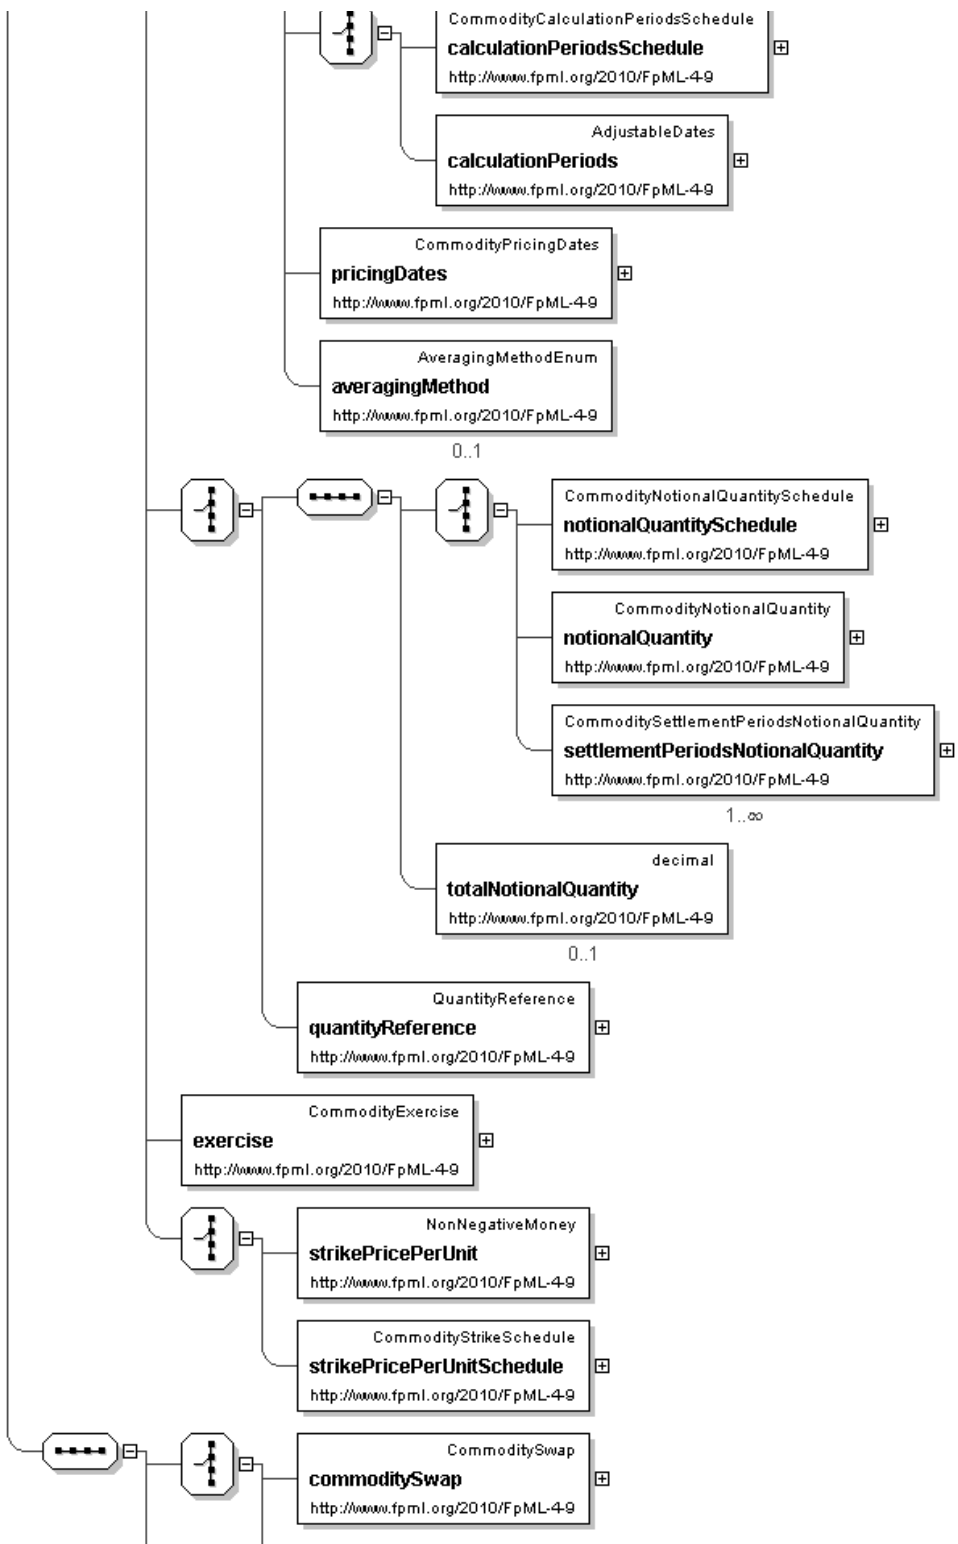 CommodityCalculationPeriodsSchedule
calculationPeriodsSchedule
http://www.fpml.org/2010/FpML-4-9
AdjustableDates
calculationPeriods
http://www.fpml.org/2010/FpML-4-9
CommodityPricingDates
pricingDates
http://www.fpml.org/2010/FpML-4-9
AveragingMethodEnum
averagingMethod
http://www.fpml.org/2010/FpML-4-9
0..1
CommodityNotionalQuantitySchedule
notionalQuantitySchedule
http://www.fpml.org/2010/FpML-4-9
CommodityNotionalQuantity
notionalQuantity
http://www.fpml.org/2010/FpML-4-9
CommoditySettlementPeriodsNotionalQuantity
settlementPeriodsNotionalQuantity
http://www.fpml.org/2010/FpML-4-9
1..∞
decimal
totalNotionalQuantity
http://www.fpml.org/2010/FpML-4-9
0..1
QuantityReference
quantityReference
http://www.fpml.org/2010/FpML-4-9
CommodityExercise
exercise
http://www.fpml.org/2010/FpML-4-9
NonNegativeMoney
strikePricePerUnit
http://www.fpml.org/2010/FpML-4-9
CommodityStrikeSchedule
strikePricePerUnitSchedule
http://www.fpml.org/2010/FpML-4-9
CommoditySwap
commoditySwap
http://www.fpml.org/2010/FpML-4-9